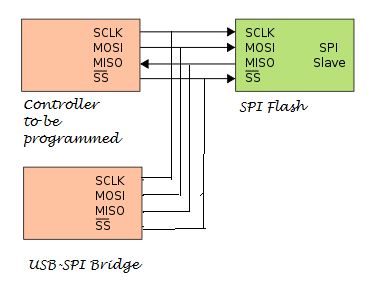 SCLK
MOSI
MISO
SS
Controller
to-be
programmed
SCLK
MOSI SPI
MISO Slave
SS
SPI Flash
SCLK
MOSI
MISO
SS
USB-SPI Bridge